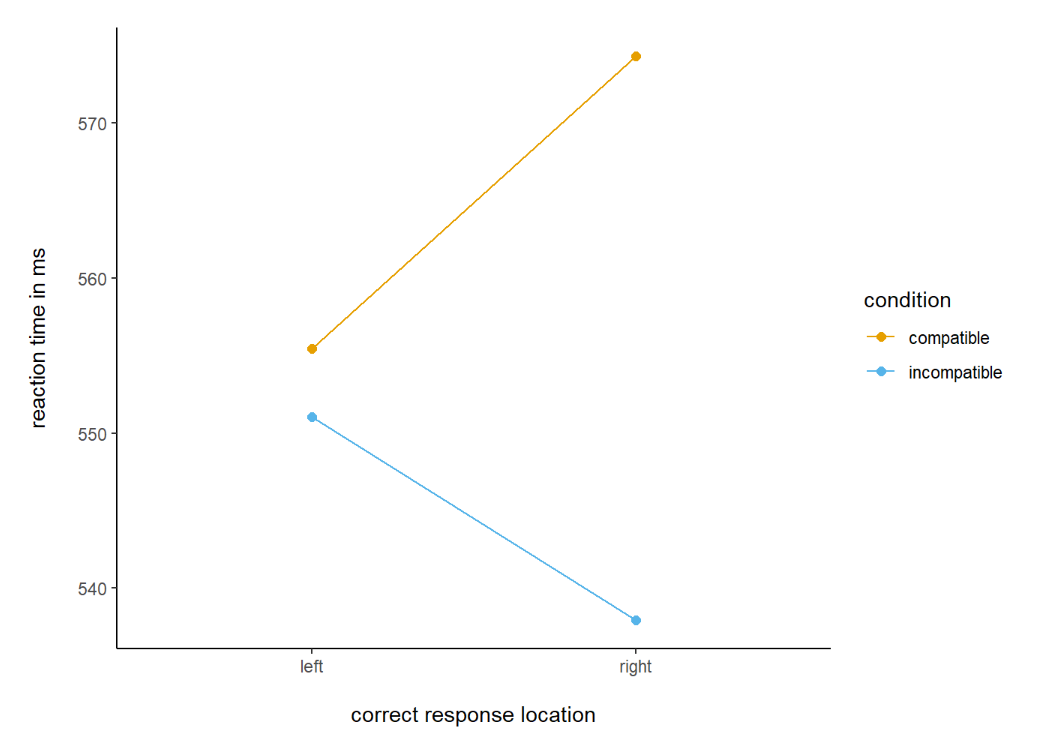 reaction time in ms
570
560
550
540
left
right
correct response location
condition
compatible
incompatible